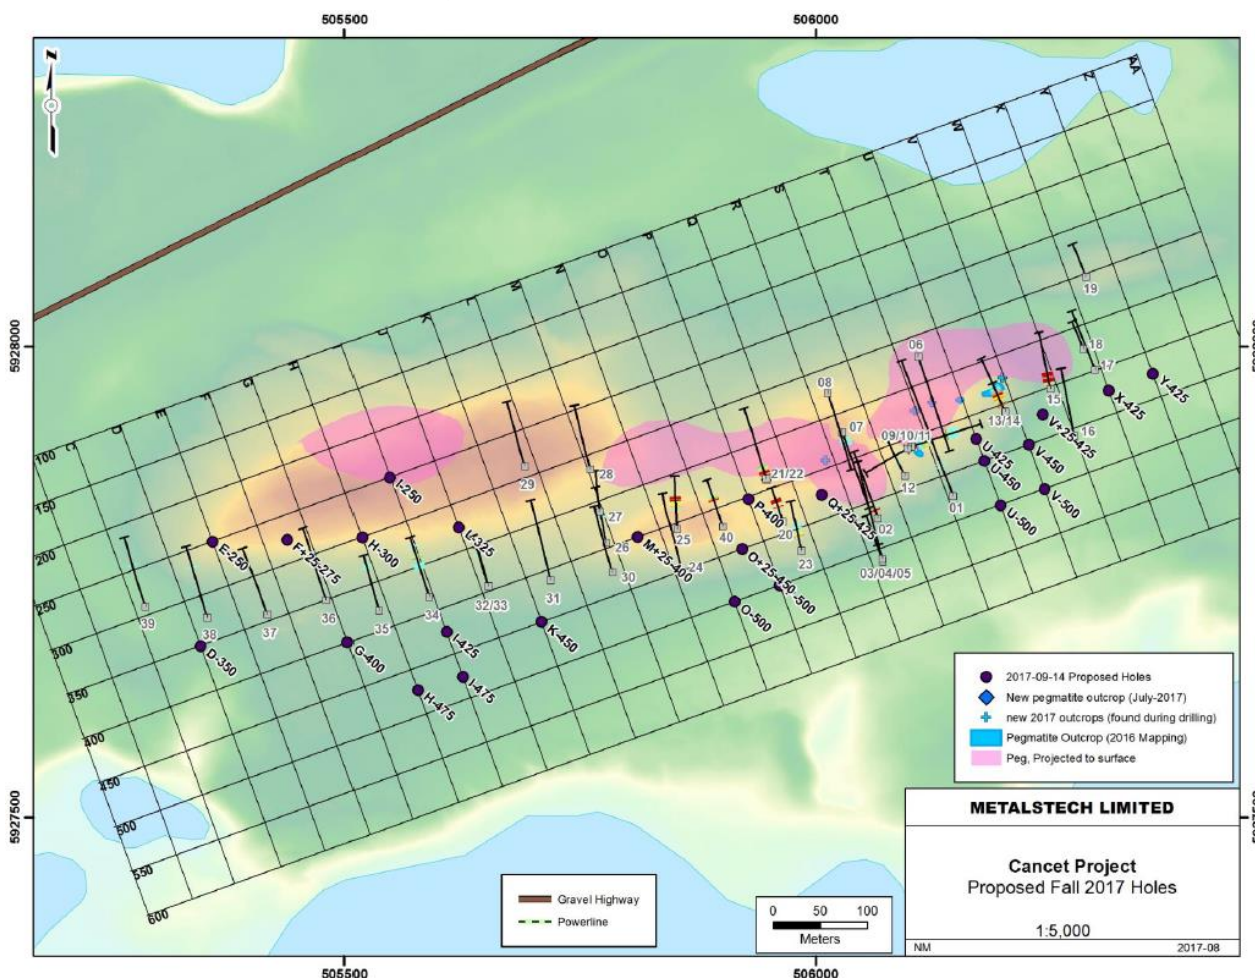 505500
506000
5928000
5927500
N
C
D
E
F
G
H
J
K
L
M
N
O
P
Q
R
S
T
U
V
W
X
Y
Z
AA
100
150
200
250
300
350
400
450
500
550
600
19
18
17
06
08
07
15
16
13/14
09/10/11
12
01
02
03/04/05
21/22
20
23
40
24
25
26
27
28
29
30
31
32/33
34
35
36
37
38
39
Y-425
X-425
V+25-425
V-450
V-500
U-425
U-450
U-500
Q+25-425
P-400
O+25-450
-500
O-500
M+25-400
K-450
I-250
H-300
F+25-275
E-250
D-350
G-400
I-425
H-475
2017-09-14 Proposed Holes
New pegmatite outcrop (July-2017)
new 2017 outcrops (found during drilling)
Pegmatite Outcrop (2016 Mapping)
Peg, Projected to surface
METALSTECH LIMITED
Cancet Project
Proposed Fall 2017 Holes
1:5,000
NM 2017-08
Gravel Highway
Powerline
0 50 100
Meters